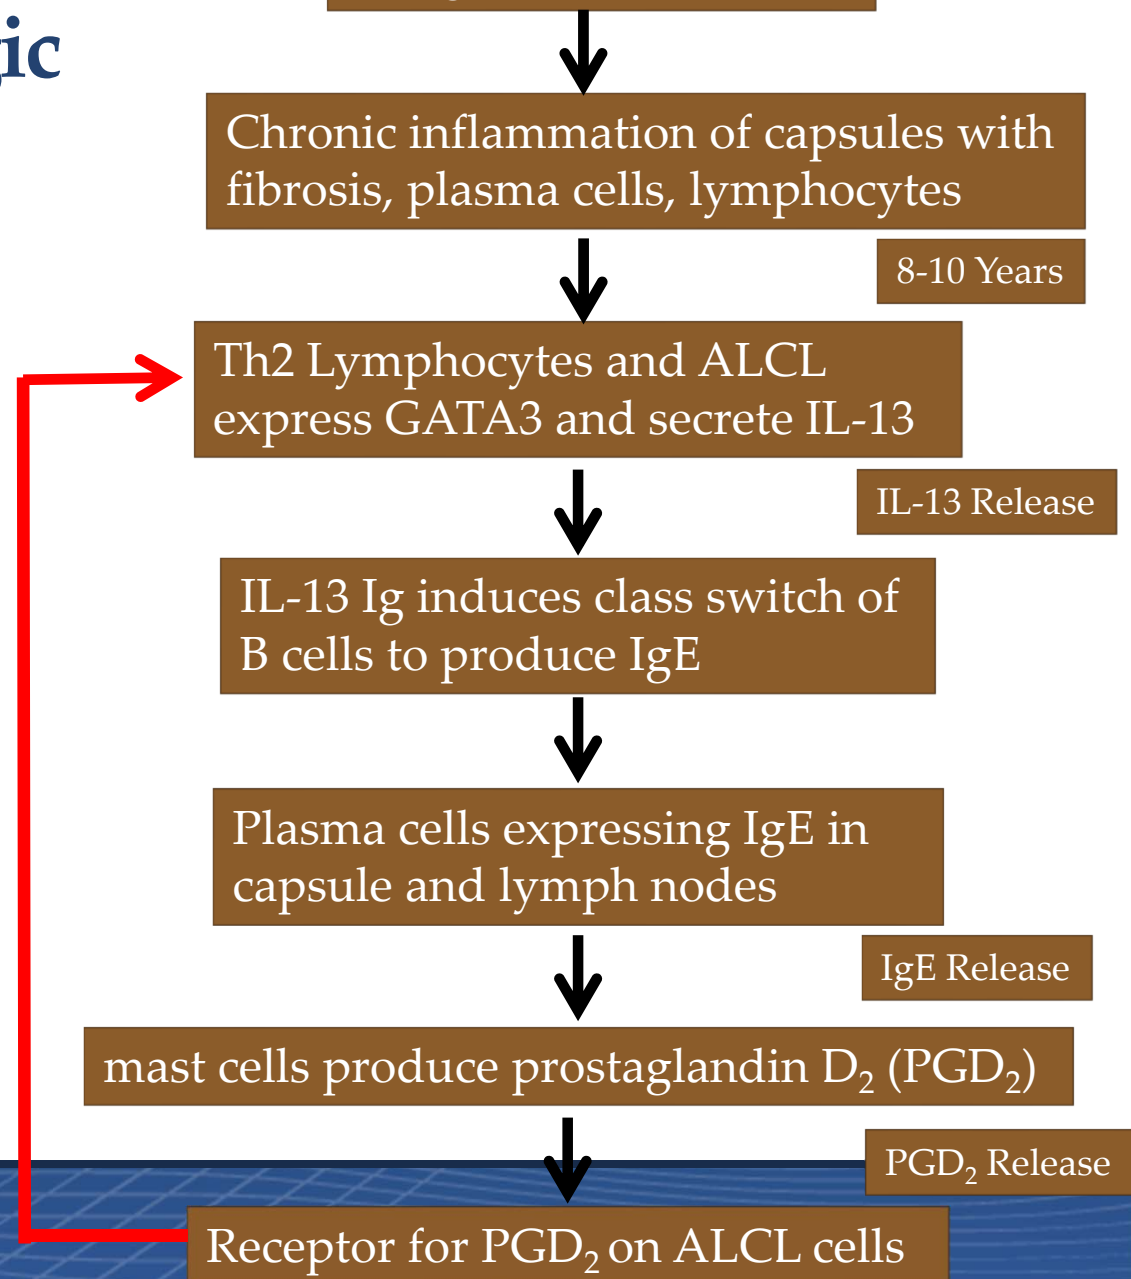 gic
Chronic inflammation of capsules with
fibrosis, plasma cells, lymphocytes
8-10 Years
Th2 Lymphocytes and ALCL
express GATA3 and secrete IL-13
IL-13 Release
IL-13 Ig induces class switch of
B cells to produce IgE
Plasma cells expressing IgE in
capsule and lymph nodes
IgE Release
mast cells produce prostaglandin D₂ (PGD₂)
PGD₂ Release
Receptor for PGD₂ on ALCL cells